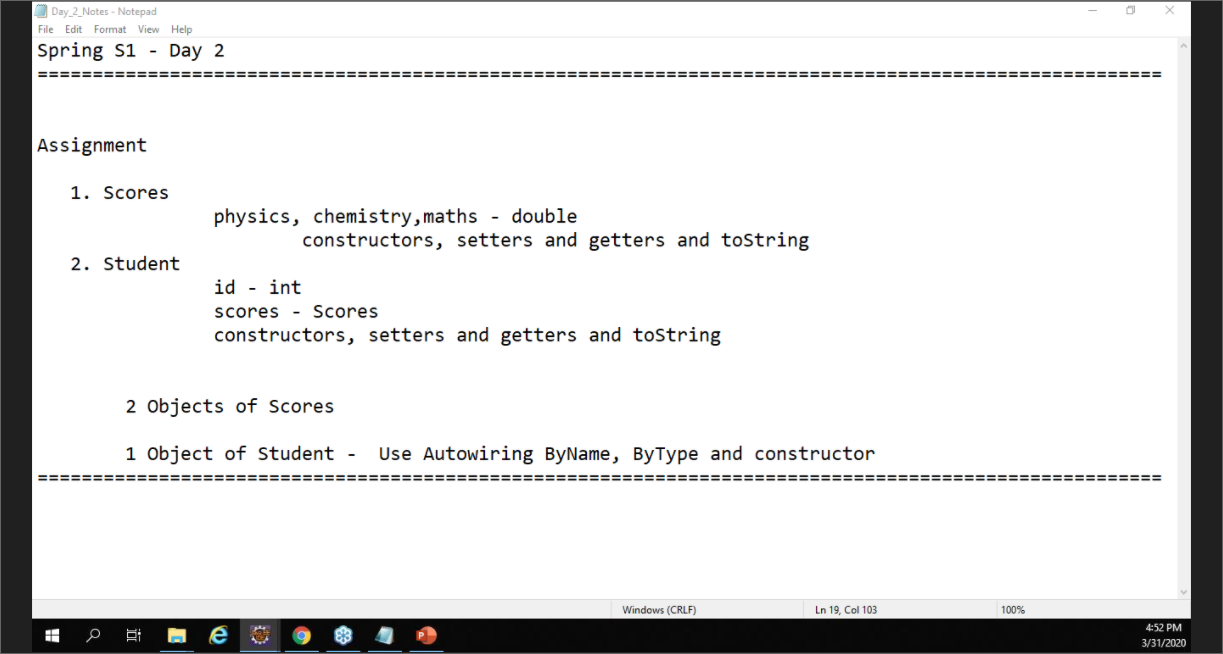 Day_2_Notes - Notepad
File Edit Format View Help
Spring S1 - Day 2
======================================================================================================
Assignment
1. Scores
physics, chemistry,maths - double
constructors, setters and getters and toString
2. Student
id - int
scores - Scores
constructors, setters and getters and toString
2 Objects of Scores
1 Object of Student - Use Autowiring ByName, ByType and constructor
======================================================================================================
Windows (CRLF) Ln 19, Col 103 100%
4:52 PM
3/31/2020